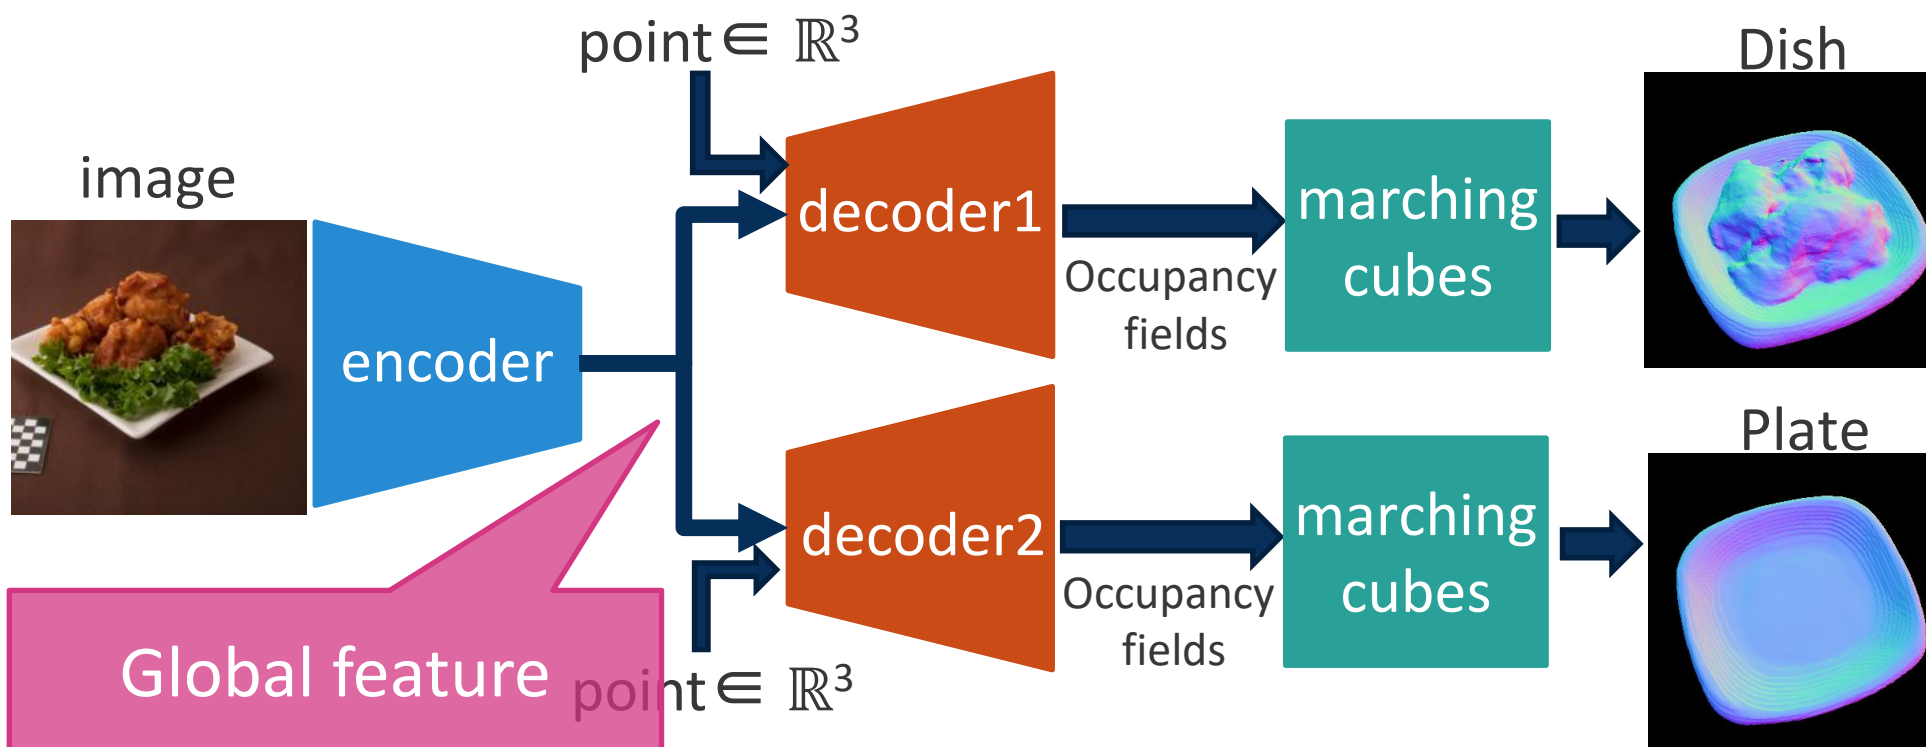 point ∈ ℝ³
Dish
image
decoder1
marching
cubes
Occupancy
fields
encoder
Plate
decoder2
marching
cubes
Occupancy
fields
Global feature
point ∈ ℝ³